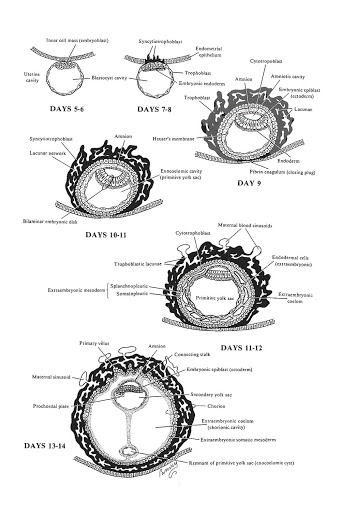 Inner cell mass (embryoblast)
Syncytiotrophoblast
Endometrial
epithelium
Uterine
cavity
Blastocyst cavity
Trophoblast
Embryonic endoderm
DAYS 5-6
DAYS 7-8
Cytotrophoblast
Amnion
Amniotic cavity
Embryonic epiblast
(ectoderm)
Trophoblast
Lacunae
Heuser's membrane
Endoderm
Fibrin coagulum (closing plug)
DAY 9
Syncytiotrophoblast
Amnion
Lacunar network
Exocoelomic cavity
(primitive yolk sac)
Bilaminar embryonic disk
DAYS 10-11
Maternal blood sinusoids
Cytotrophoblast
Trophoblastic lacunae
Endodermal cells
(extraembryonic)
Extraembryonic mesoderm
Splanchnopleuric
Somatopleuric
Primitive yolk sac
Extraembryonic
coelom
DAYS 11-12
Primary villus
Amnion
Connecting stalk
Maternal sinusoid
Embryonic epiblast (ectoderm)
Secondary yolk sac
Prochordal plate
Chorion
Extraembryonic coelom
(chorionic cavity)
Extraembryonic somatic mesoderm
DAYS 13-14
Remnant of primitive yolk sac (exocoelomic cyst)